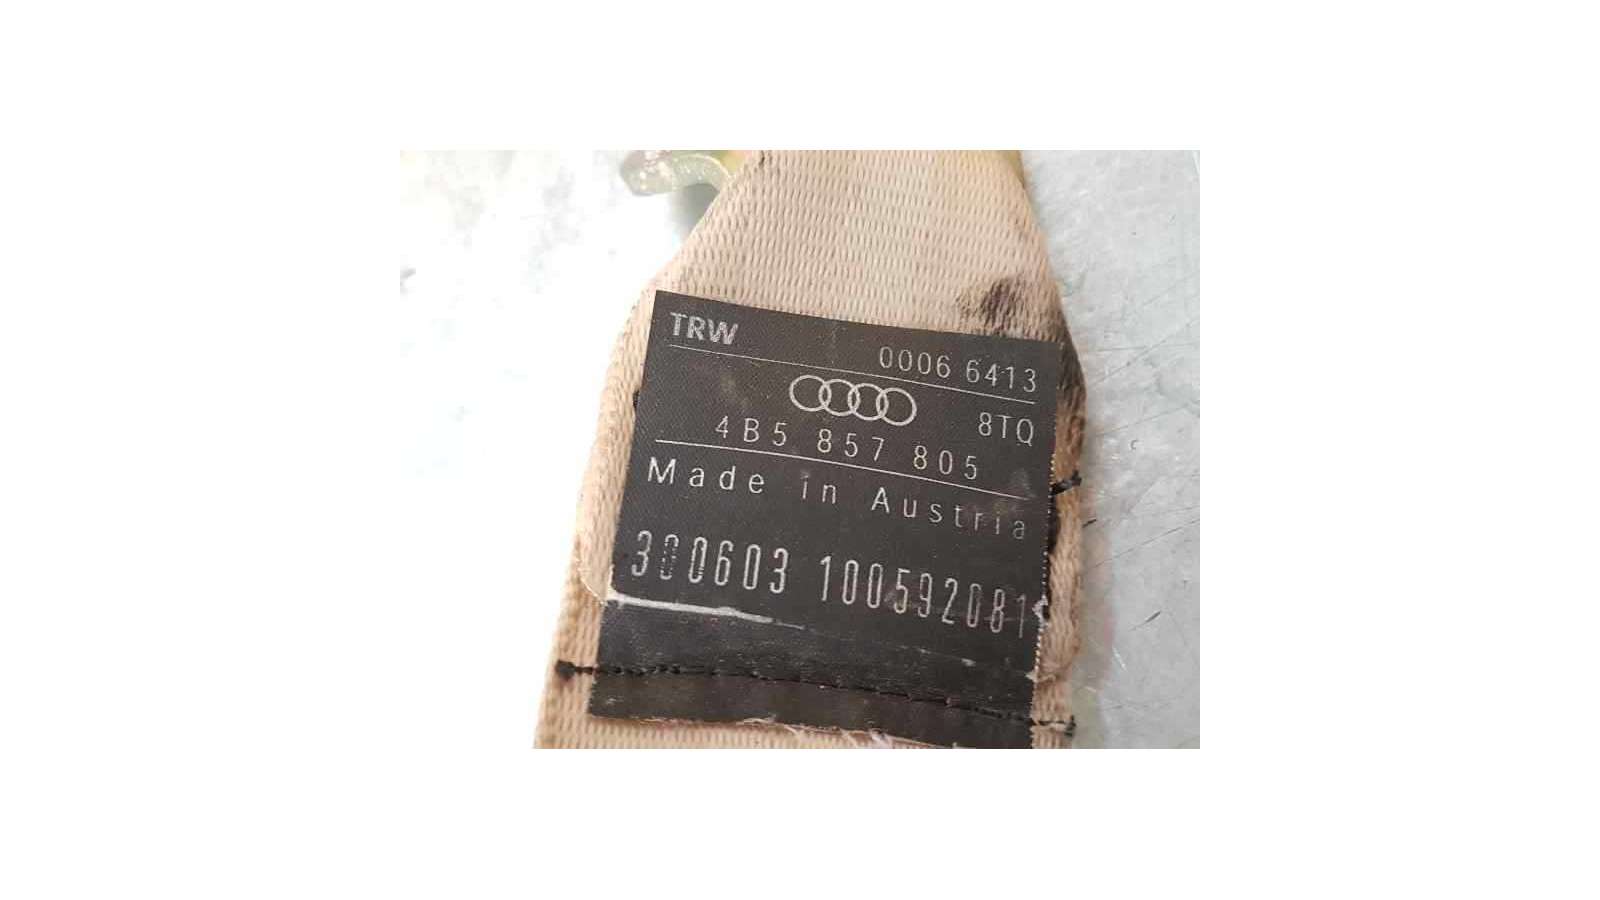 TRW
0006 6413
8TQ
4B5 857 805
Made in Austria
300603 100592081